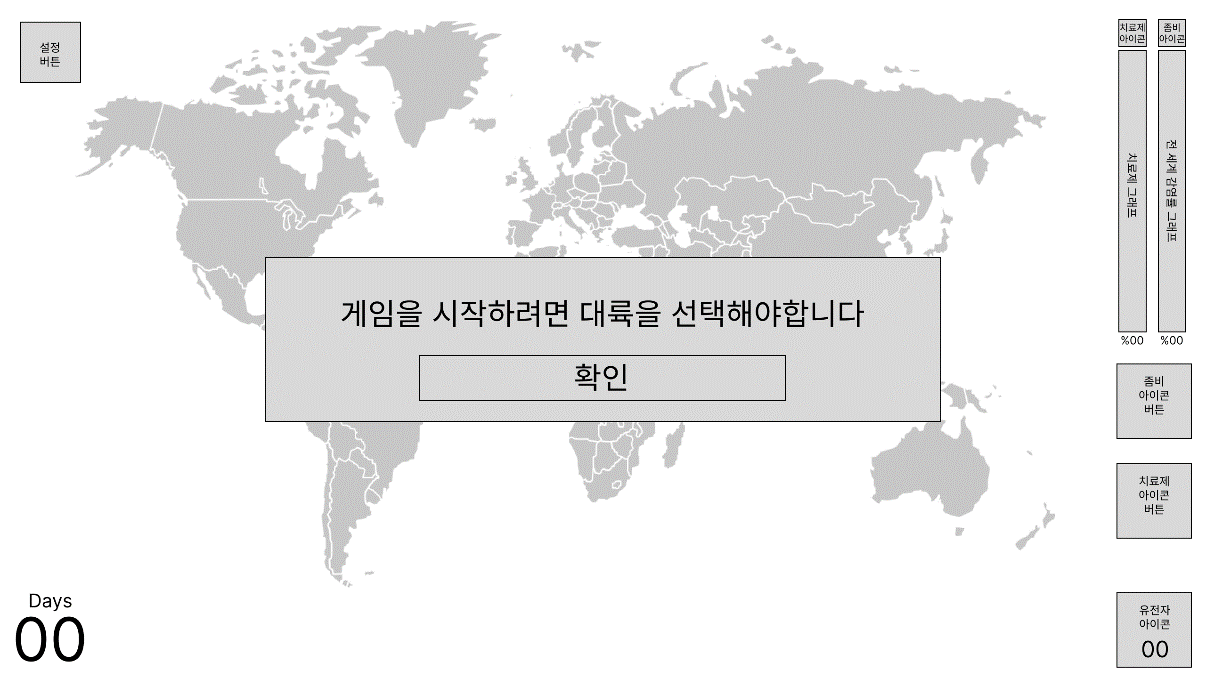 설정
버튼
치료제
아이콘
좀비
아이콘
치료제 그래프
전 세계 감염률 그래프
%00
%00
게임을 시작하려면 대륙을 선택해야합니다
확인
좀비
아이콘
버튼
치료제
아이콘
버튼
Days
00
유전자
아이콘
00